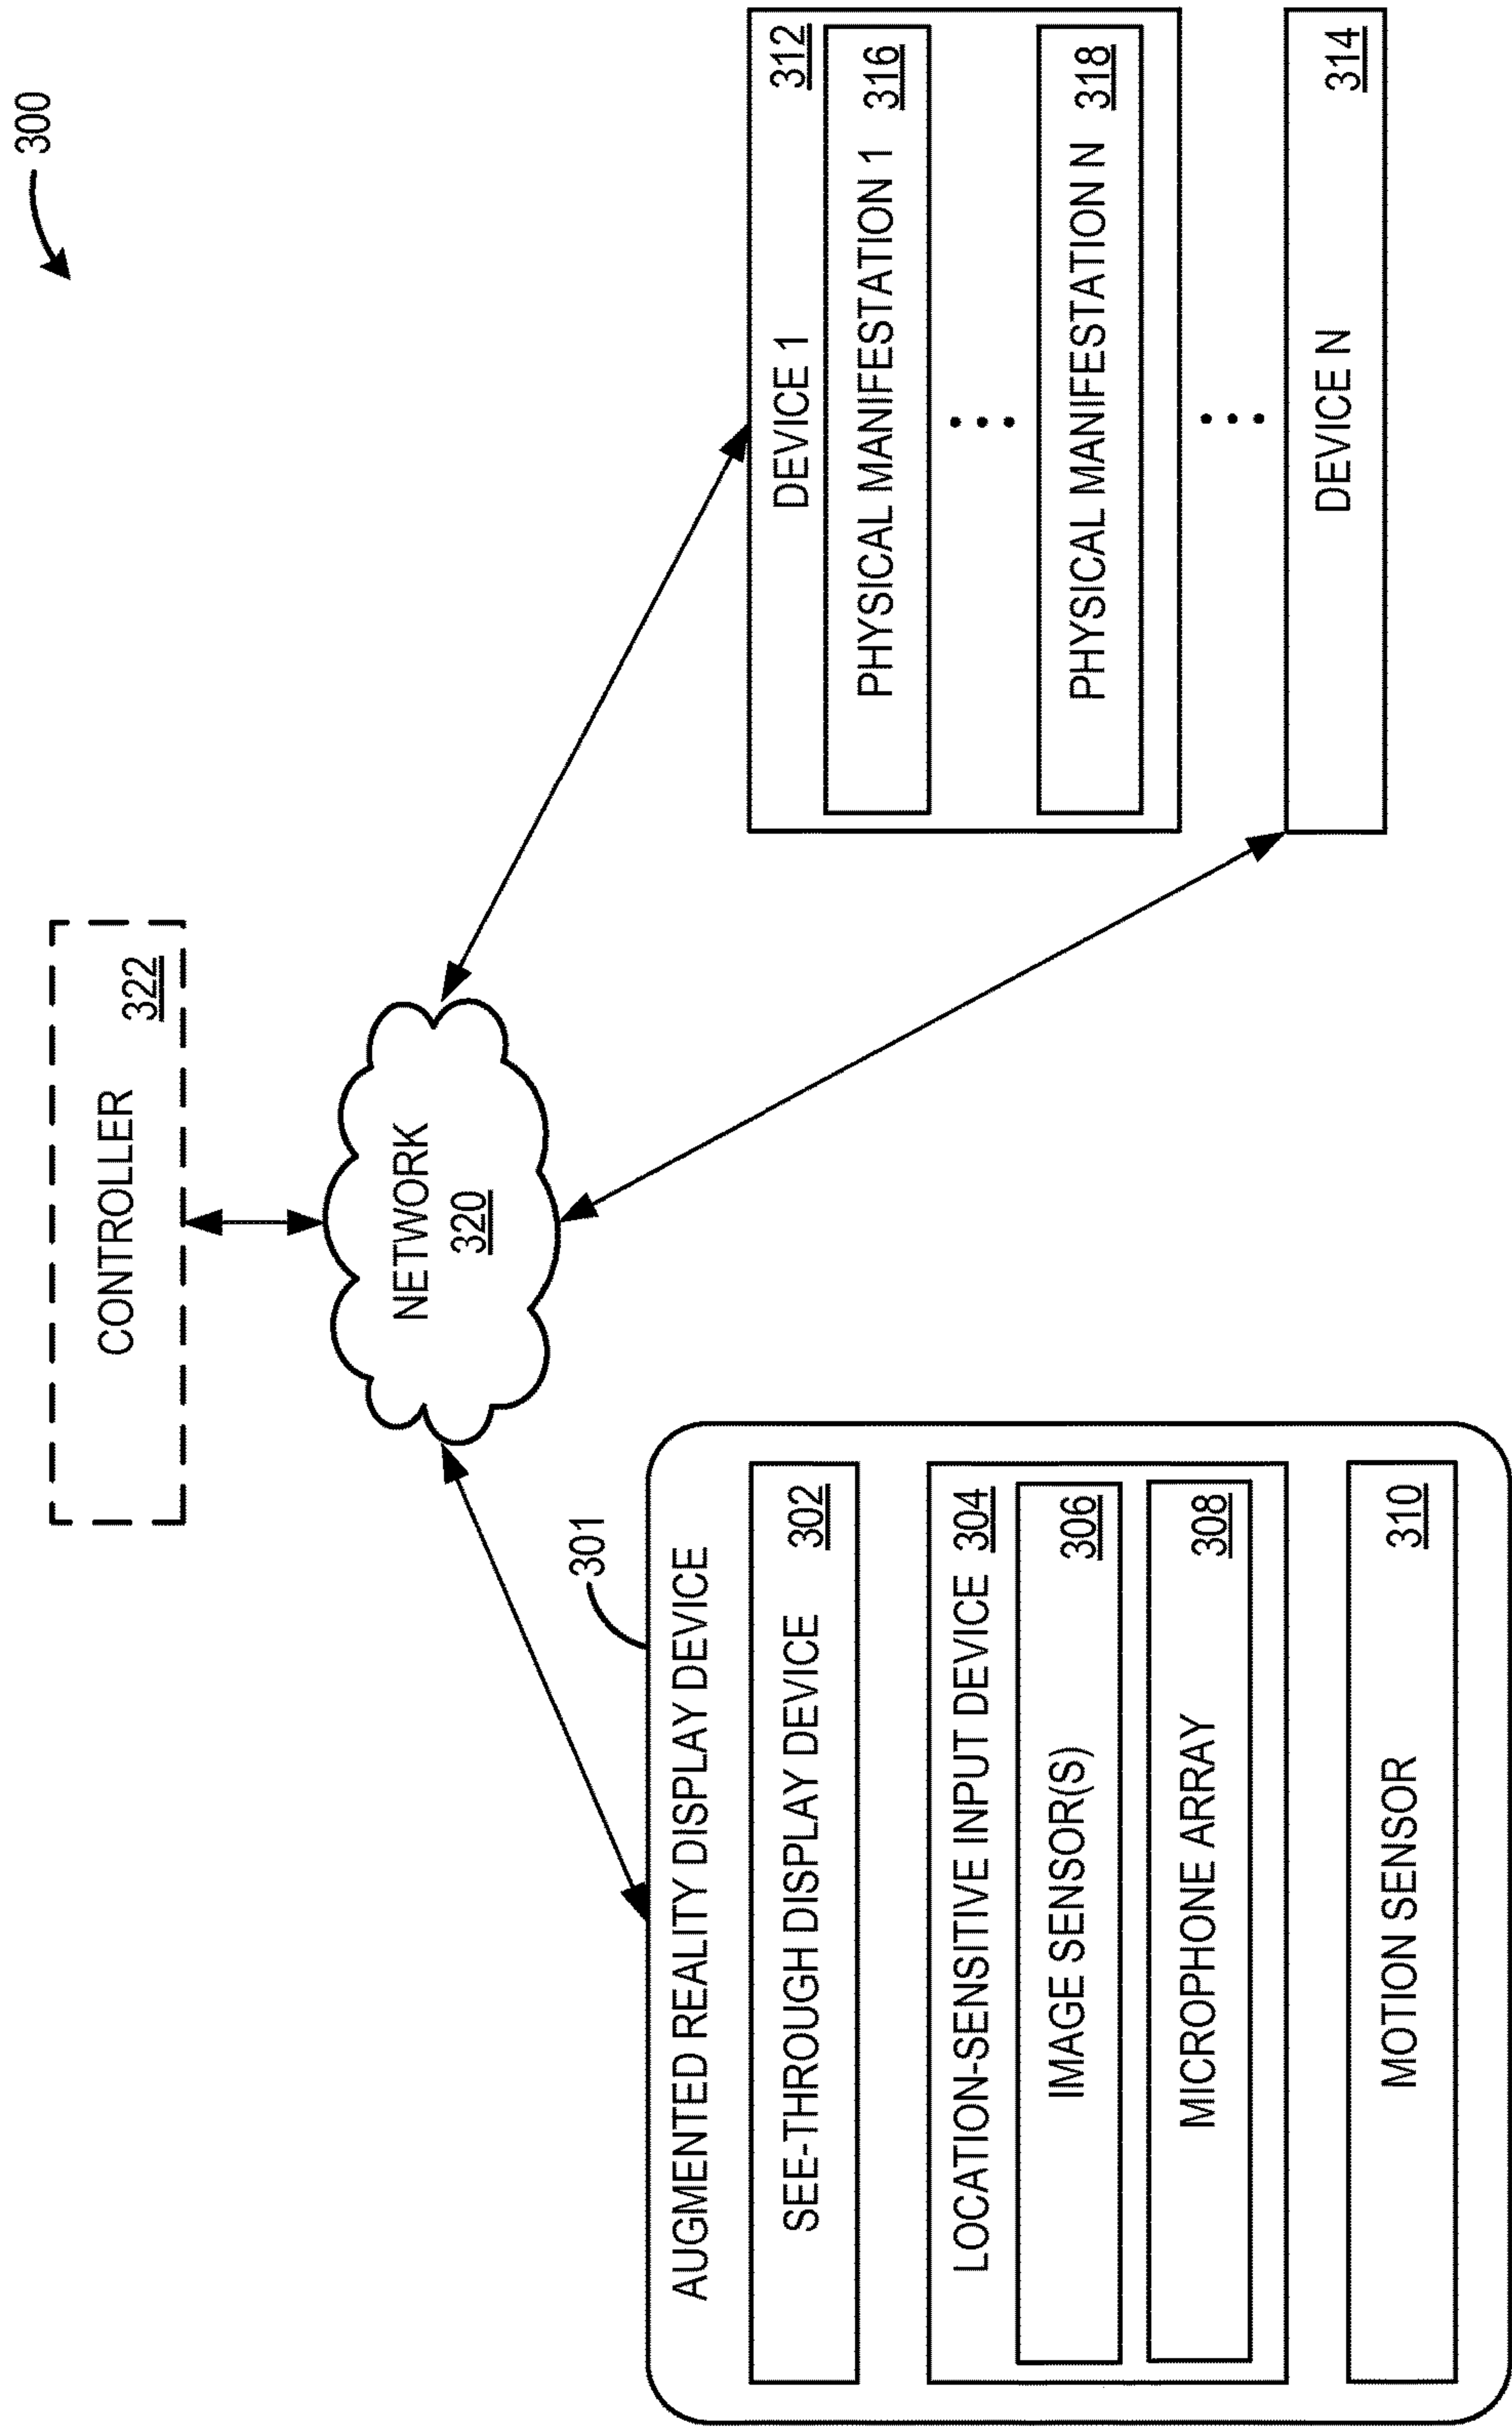 300
CONTROLLER
322
NETWORK
320
301
AUGMENTED REALITY DISPLAY DEVICE
SEE-THROUGH DISPLAY DEVICE 302
LOCATION-SENSITIVE INPUT DEVICE 304
IMAGE SENSOR(S) 306
MICROPHONE ARRAY 308
MOTION SENSOR 310
DEVICE 1 312
PHYSICAL MANIFESTATION 1 316
PHYSICAL MANIFESTATION N 318
DEVICE N 314